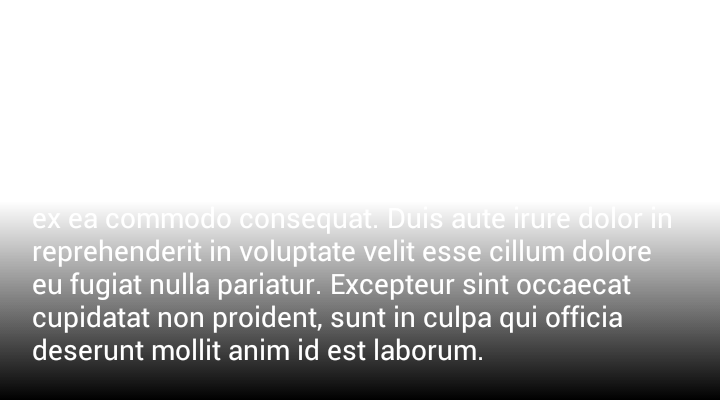 ex ea commodo consequat. Duis aute irure dolor in
reprehenderit in voluptate velit esse cillum dolore
eu fugiat nulla pariatur. Excepteur sint occaecat
cupidatat non proident, sunt in culpa qui officia
deserunt mollit anim id est laborum.